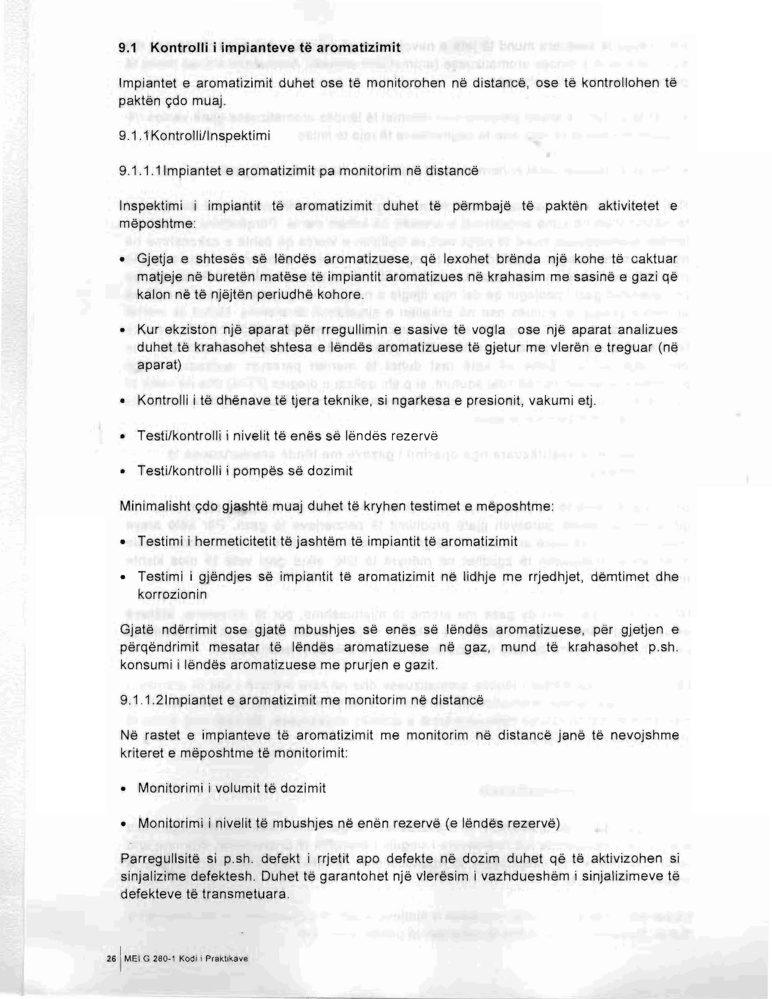 9.1 Kontrolli i impianteve të aromatizimit
Impiantet e aromatizimit duhet ose të monitorohen në distancë, ose të kontrollohen të
paktën çdo muaj.
9.1.1Kontrolli/Inspektimi
9.1.1.1Impiantet e aromatizimit pa monitorim në distancë
Inspektimi i impiantit të aromatizimit duhet të përmbajë të paktën aktivitetet e
mëposhtme:
• Gjetja e shtesës së lëndës aromatizuese, që lexohet brënda një kohe të caktuar
matjeje në buretën matëse të impiantit aromatizues në krahasim me sasinë e gazi që
kalon në të njëjtën periudhë kohore.
• Kur ekziston një aparat për rregullimin e sasive të vogla ose një aparat analizues
duhet të krahasohet shtesa e lëndës aromatizuese të gjetur me vlerën e treguar (në
aparat)
• Kontrolli i të dhënave të tjera teknike, si ngarkesa e presionit, vakumi etj.
• Testi/kontrolli i nivelit të enës së lëndës rezervë
• Testi/kontrolli i pompës së dozimit
Minimalisht çdo gjashtë muaj duhet të kryhen testimet e mëposhtme:
• Testimi i hermeticitetit të jashtëm të impiantit të aromatizimit
• Testimi i gjëndjes së impiantit të aromatizimit në lidhje me rrjedhjet, dëmtimet dhe
korrozionin
Gjatë ndërrimit ose gjatë mbushjes së enës së lëndës aromatizuese, për gjetjen e
përqëndrimit mesatar të lëndës aromatizuese në gaz, mund të krahasohet p.sh.
konsumi i lëndës aromatizuese me prurjen e gazit.
9.1.1.2Impiantet e aromatizimit me monitorim në distancë
Në rastet e impianteve të aromatizimit me monitorim në distancë janë të nevojshme
kriteret e mëposhtme të monitorimit:
• Monitorimi i volumit të dozimit
• Monitorimi i nivelit të mbushjes në enën rezervë (e lëndës rezervë)
Parregullsitë si p.sh. defekt i rrjetit apo defekte në dozim duhet që të aktivizohen si
sinjalizime defektesh. Duhet të garantohet një vlerësim i vazhdueshëm i sinjalizimeve të
defekteve të transmetuara.
26 | MEI G 280-1 Kodi i Praktikave